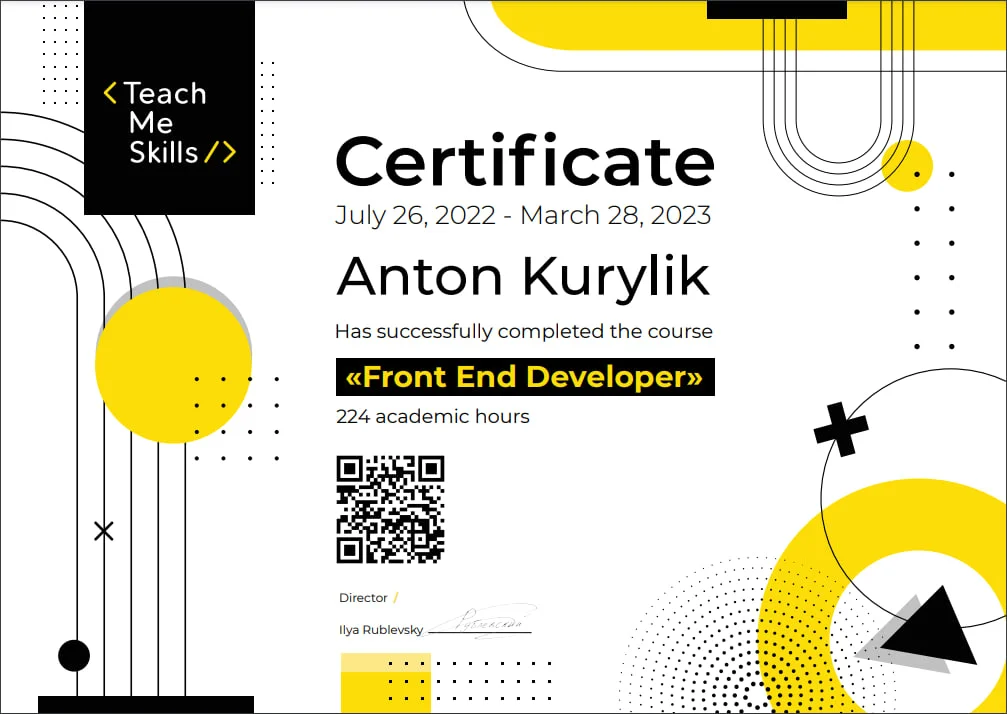 <Teach
Me
Skills/>
Certificate
July 26, 2022 - March 28, 2023
Anton Kurylik
Has successfully completed the course
«Front End Developer»
224 academic hours
Director /
Ilya Rublevsky